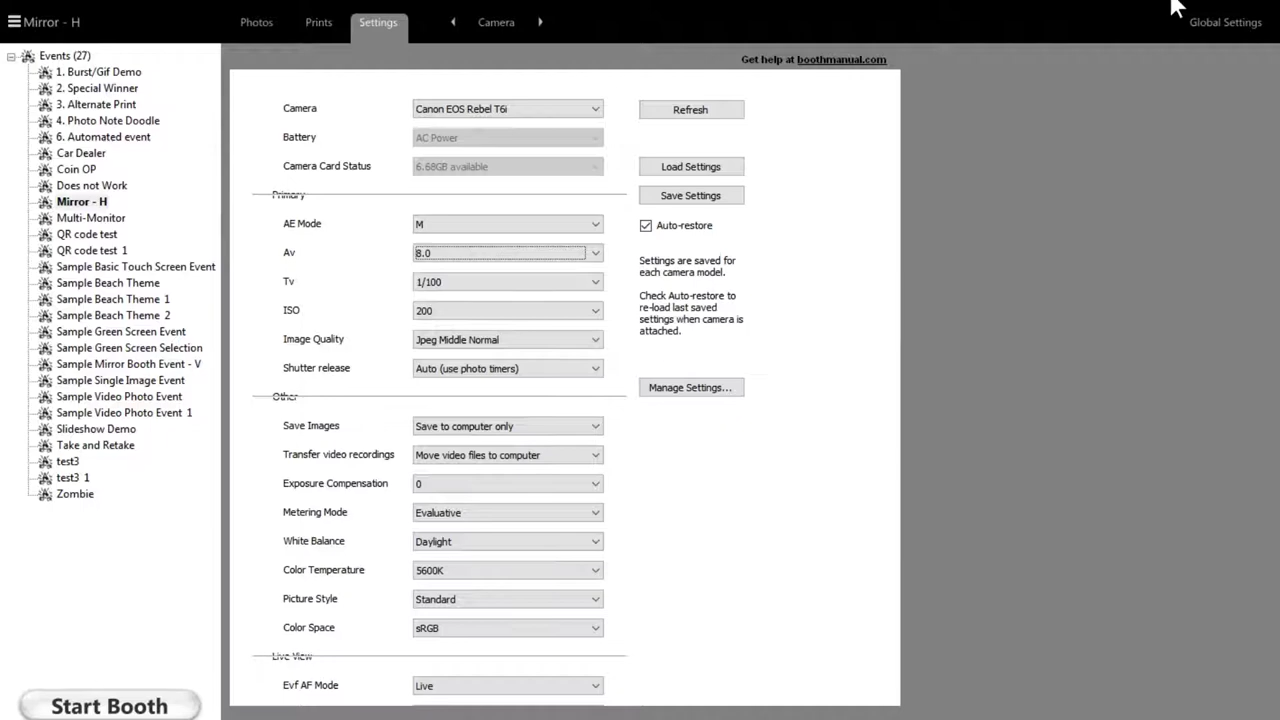 Mirror - H
Photos
Prints
Settings
Camera
Global Settings
Events (27)
1. Burst/Gif Demo
2. Special Winner
3. Alternate Print
4. Photo Note Doodle
6. Automated event
Car Dealer
Coin OP
Does not Work
Mirror - H
Multi-Monitor
QR code test
QR code test 1
Sample Basic Touch Screen Event
Sample Beach Theme
Sample Beach Theme 1
Sample Beach Theme 2
Sample Green Screen Event
Sample Green Screen Selection
Sample Mirror Booth Event - V
Sample Single Image Event
Sample Video Photo Event
Sample Video Photo Event 1
Slideshow Demo
Take and Retake
test3
test3 1
Zombie
Start Booth
Get help at boothmanual.com
Camera Canon EOS Rebel T6i
Battery AC Power
Camera Card Status 6.68GB available
Primary
AE Mode M
Av 8.0
Tv 1/100
ISO 200
Image Quality Jpeg Middle Normal
Shutter release Auto (use photo timers)
Other
Save Images Save to computer only
Transfer video recordings Move video files to computer
Exposure Compensation 0
Metering Mode Evaluative
White Balance Daylight
Color Temperature 5600K
Picture Style Standard
Color Space sRGB
Live View
Evf AF Mode Live
Refresh
Load Settings
Save Settings
Auto-restore
Settings are saved for
each camera model.
Check Auto-restore to
re-load last saved
settings when camera is
attached.
Manage Settings...